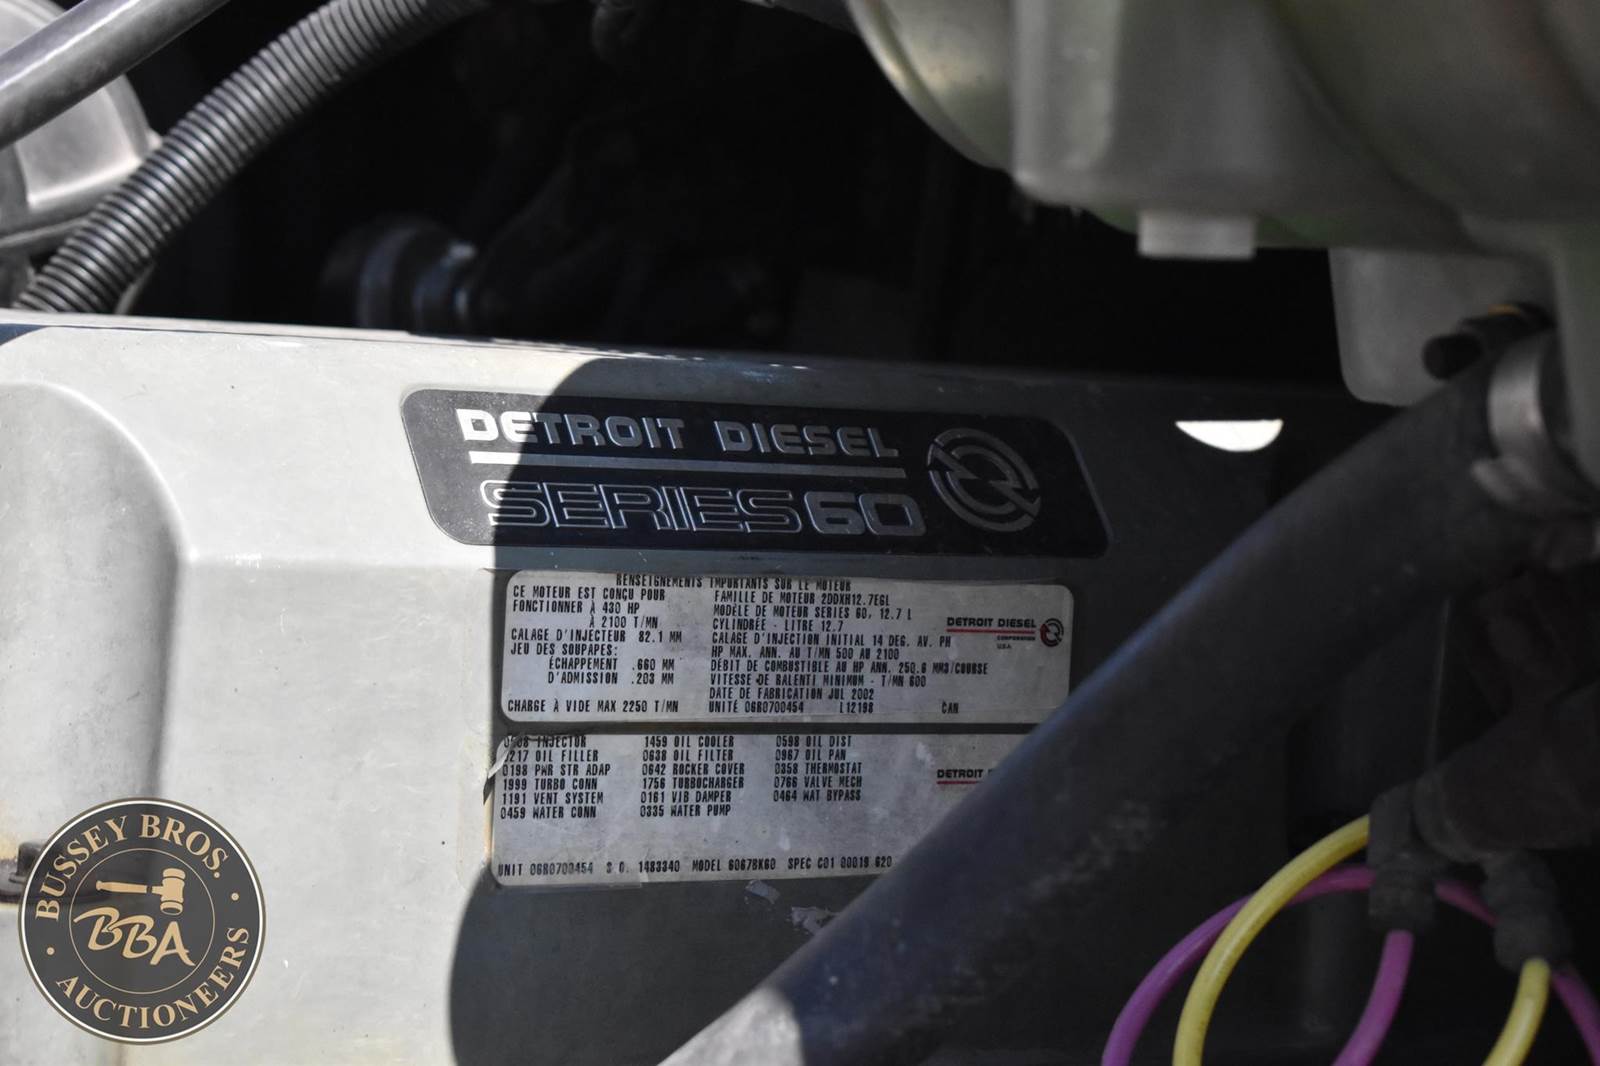 DETROIT DIESEL
SERIES 60
RENSEIGNEMENTS IMPORTANTS SUR LE MOTEUR
CE MOTEUR EST CONÇU POUR FAMILLE DE MOTEUR 2DDXH12.7EGL
FONCTIONNER À 430 HP MODÈLE DE MOTEUR SERIES 60, 12.7 L
À 2100 T/MN CYLINDRÉE - LITRE 12.7
CALAGE D'INJECTEUR 82.1 MM CALAGE D'INJECTION INITIAL 14 DEG. AV. PH
JEU DES SOUPAPES: HP MAX. ANN. AU T/MN 500 AU 2100
ÉCHAPPEMENT .660 MM DÉBIT DE COMBUSTIBLE AU HP ANN. 250.6 MM3/COURSE
D'ADMISSION .203 MM VITESSE DE RALENTI MINIMUM - T/MN 600
DATE DE FABRICATION JUL 2002
CHARGE À VIDE MAX 2250 T/MN UNITÉ 06R0700454 L12198 CAN
DETROIT DIESEL
CORPORATION
USA
INJECTOR 1459 OIL COOLER 0598 OIL DIST
217 OIL FILLER 0638 OIL FILTER 0967 OIL PAN
0198 PWR STR ADAP 0642 ROCKER COVER 0358 THERMOSTAT
1999 TURBO CONN 1756 TURBOCHARGER 0766 VALVE MECH
1191 VENT SYSTEM 0161 VIB DAMPER 0464 WAT BYPASS
0459 WATER CONN 0335 WATER PUMP
DETROIT
UNIT 06R0700454 S.O. 1483340 MODEL 6067BK60 SPEC C01 00019 620
BUSSEY BROS.
BBA
AUCTIONEERS